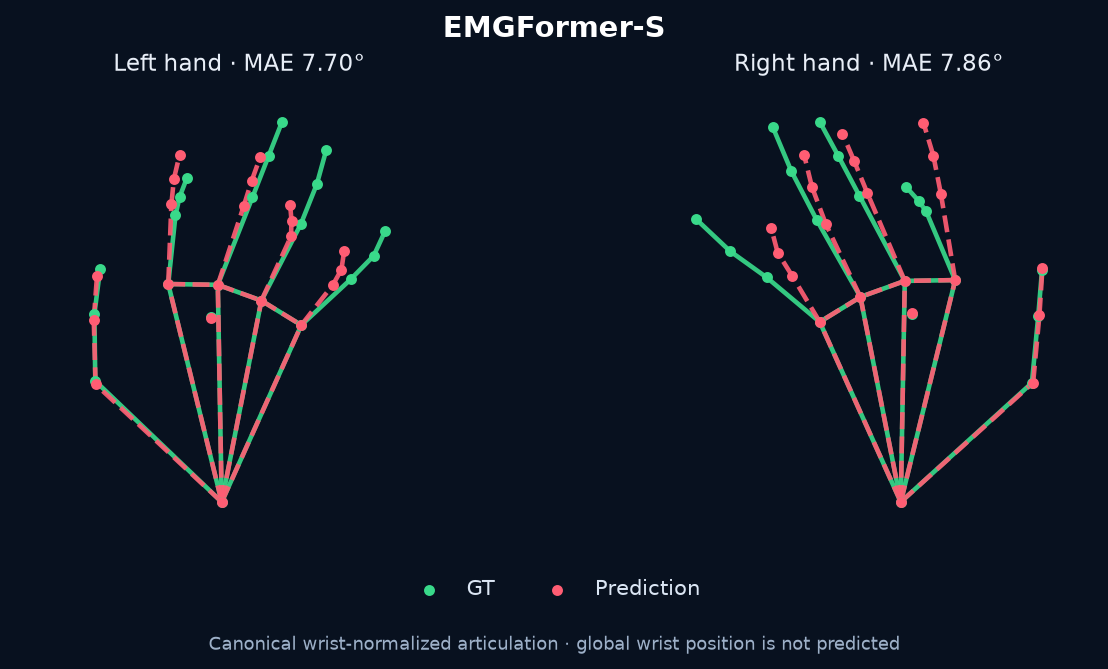 EMGFormer-S
Left hand · MAE 7.70°
Right hand · MAE 7.86°
GT
Prediction
Canonical wrist-normalized articulation · global wrist position is not predicted